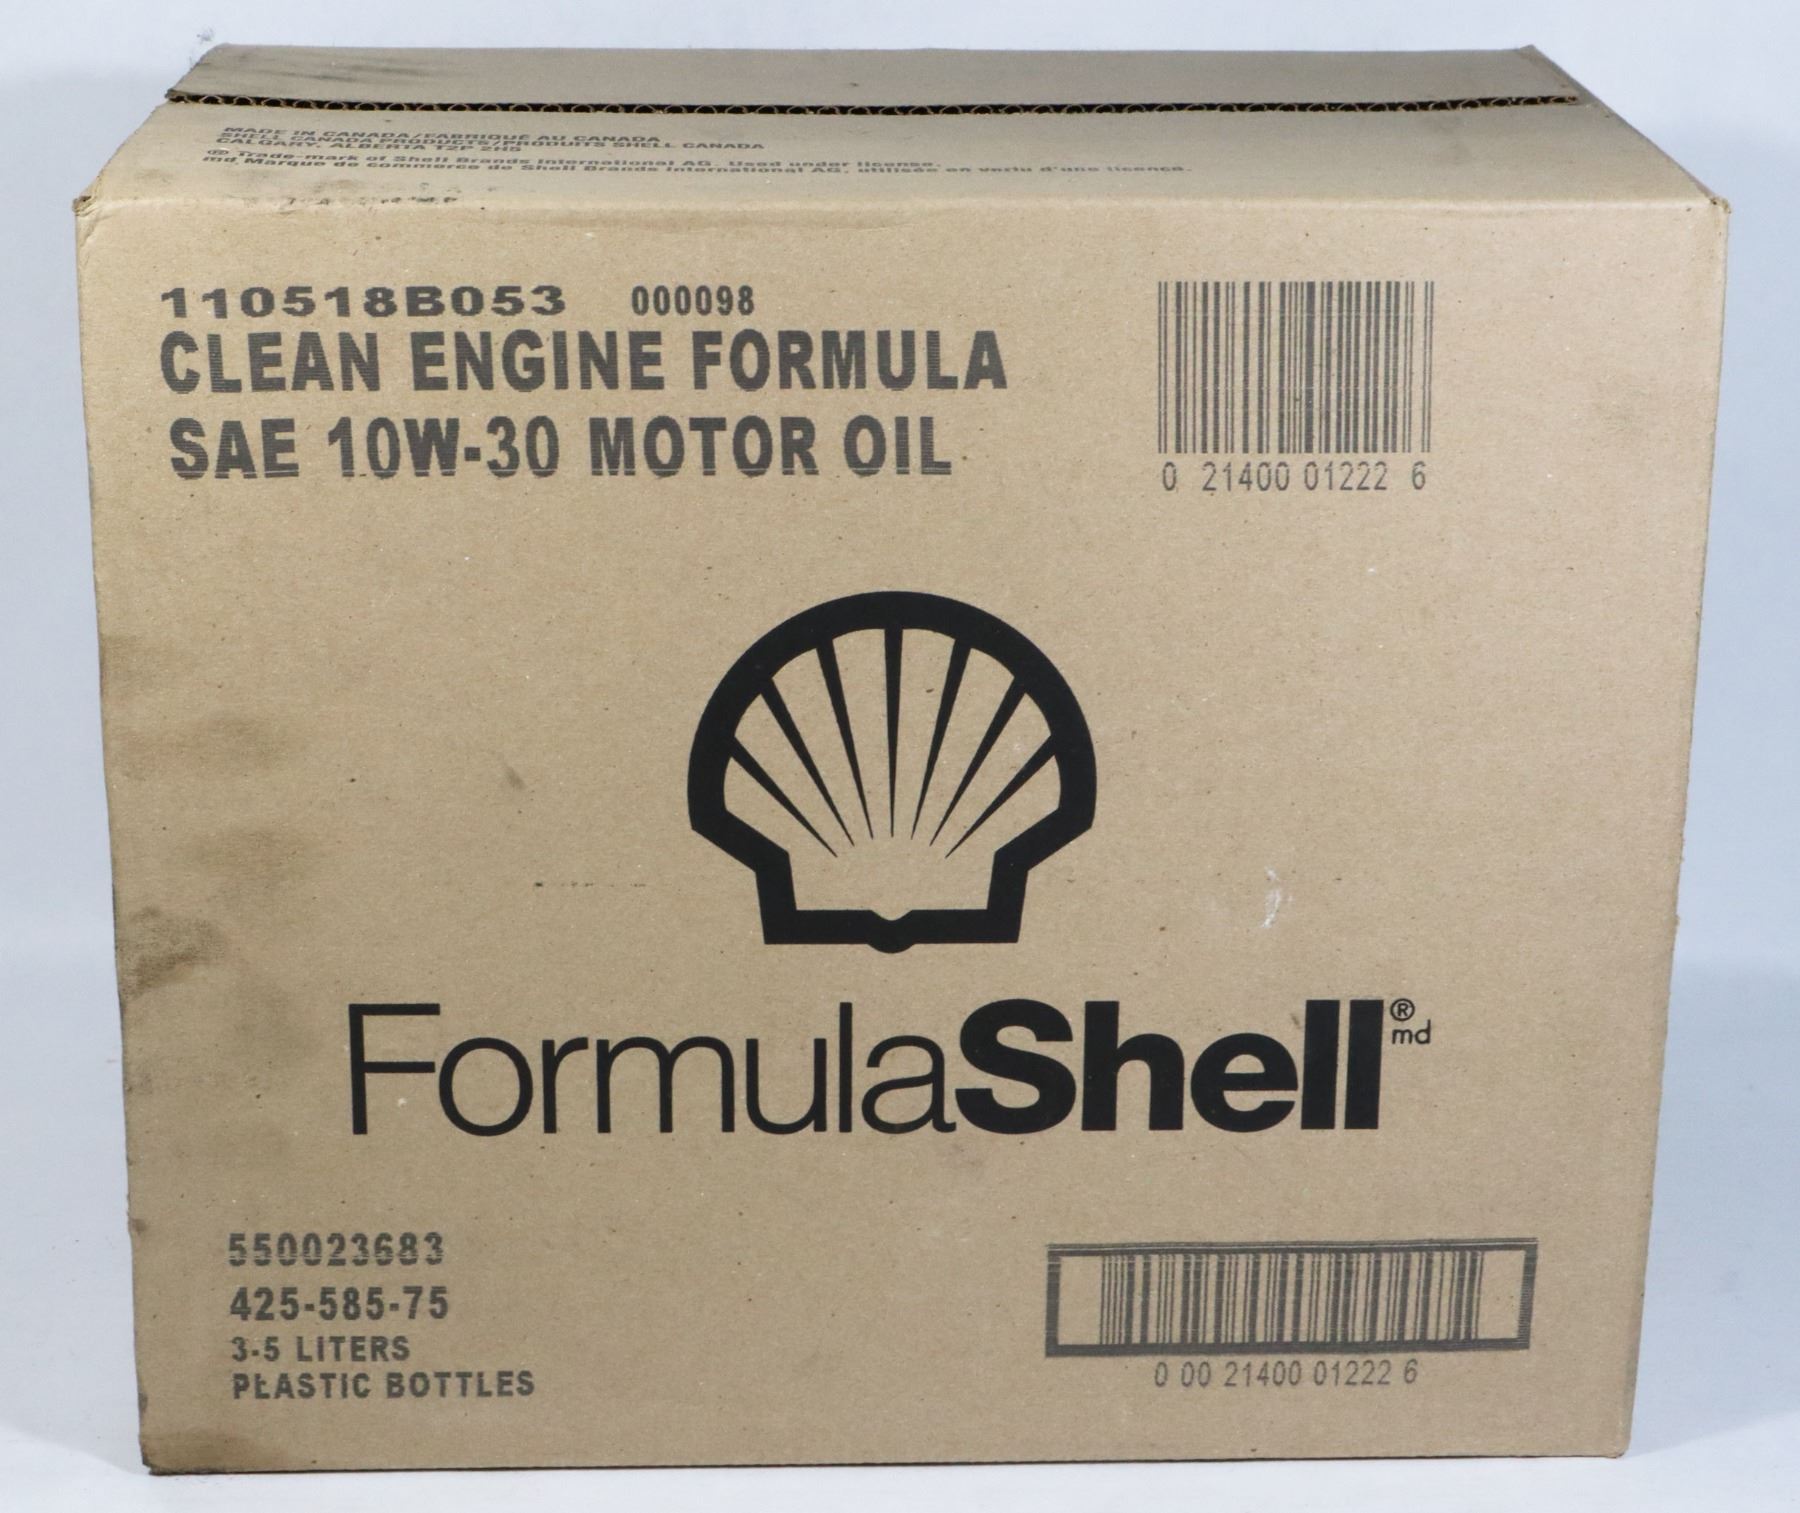 MADE IN CANADA/FABRIQUÉ AU CANADA
SHELL CANADA PRODUCTS/PRODUITS SHELL CANADA
CALGARY, ALBERTA T2P 2H5
® Trade-mark of Shell Brands International AG. Used under license.
md Marque de commerce de Shell Brands International AG, utilisée en vertu d'une licence.
110518B053 000098
CLEAN ENGINE FORMULA
SAE 10W-30 MOTOR OIL
0 21400 01222 6
FormulaShell® md
550023683
425-585-75
3-5 LITERS
PLASTIC BOTTLES
0 00 21400 01222 6